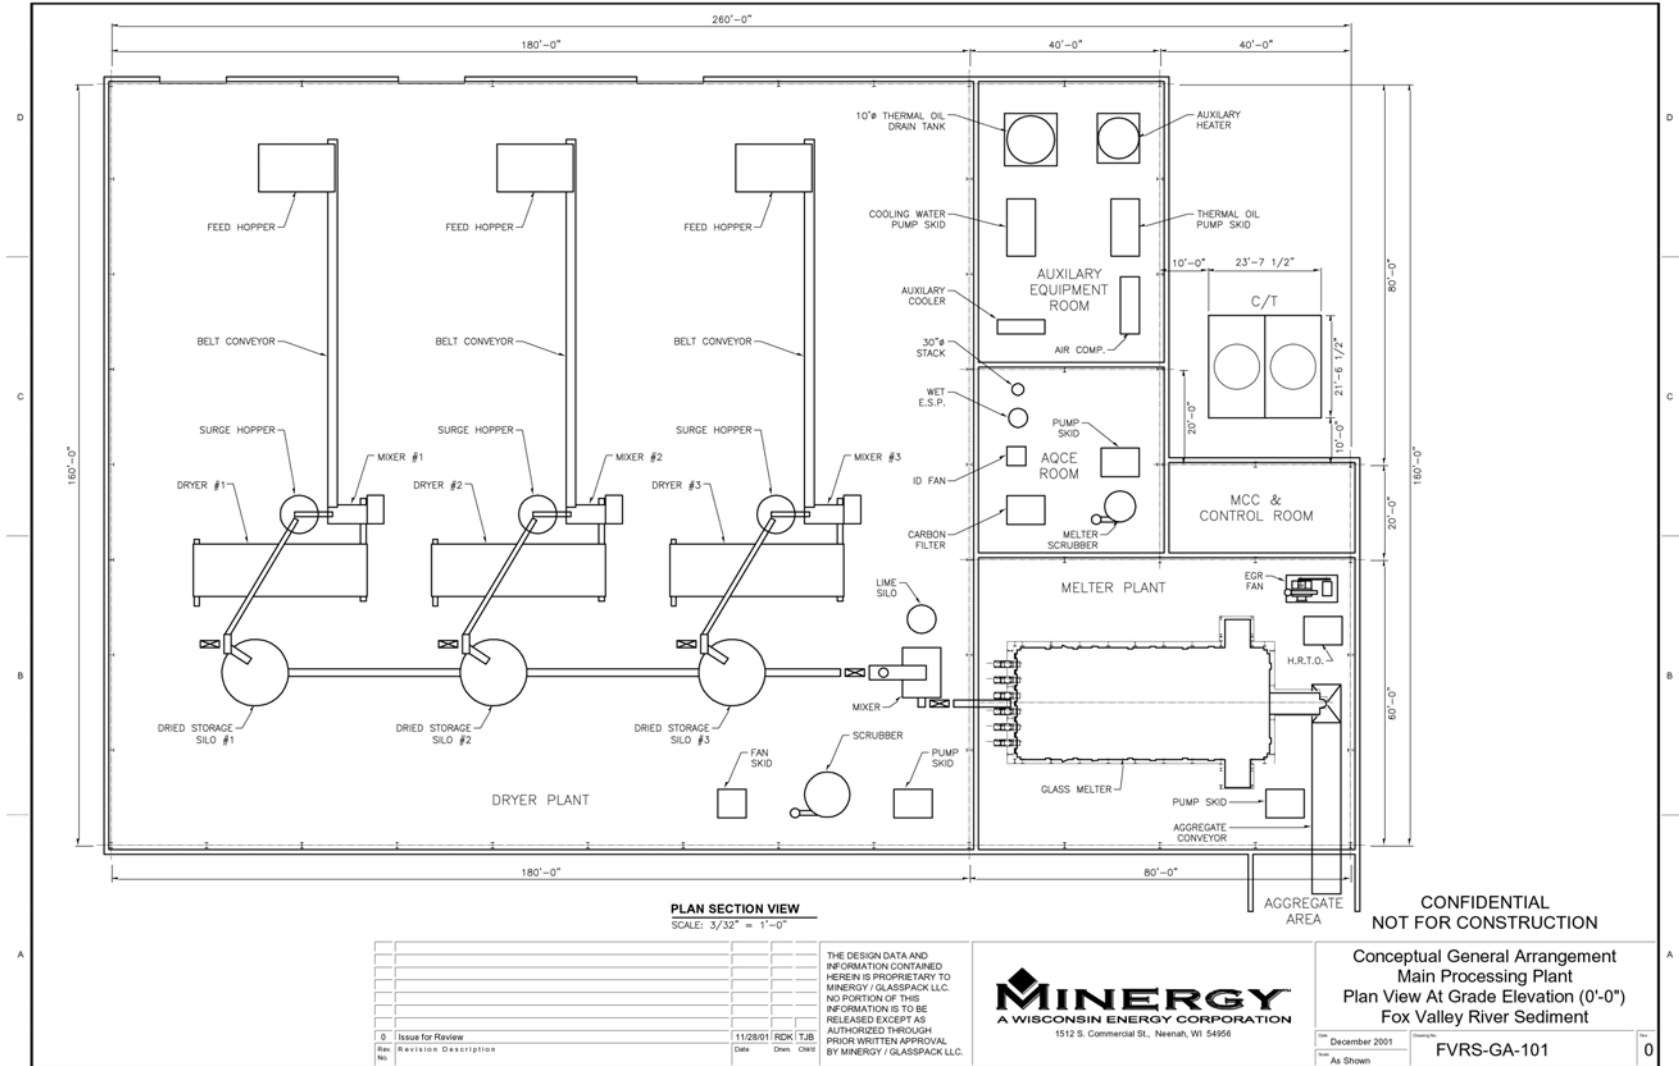 260'-0"
180'-0"
40'-0"
40'-0"
D
D
10'ø THERMAL OIL
DRAIN TANK
AUXILARY
HEATER
FEED HOPPER
FEED HOPPER
FEED HOPPER
COOLING WATER
PUMP SKID
THERMAL OIL
PUMP SKID
10'-0"
23'-7 1/2"
80'-0"
AUXILARY
EQUIPMENT
ROOM
C/T
AUXILARY
COOLER
BELT CONVEYOR
BELT CONVEYOR
BELT CONVEYOR
30"ø
STACK
AIR COMP.
21'-6 1/2"
WET
E.S.P.
C
C
20'-0"
10'-0"
SURGE HOPPER
SURGE HOPPER
SURGE HOPPER
PUMP
SKID
MIXER #1
MIXER #2
MIXER #3
AQCE
ROOM
160'-0"
160'-0"
DRYER #1
DRYER #2
DRYER #3
ID FAN
MCC &
CONTROL ROOM
20'-0"
CARBON
FILTER
MELTER
SCRUBBER
LIME
SILO
MELTER PLANT
EGR
FAN
H.R.T.O.
B
B
60'-0"
MIXER
DRIED STORAGE
SILO #1
DRIED STORAGE
SILO #2
DRIED STORAGE
SILO #3
SCRUBBER
FAN
SKID
PUMP
SKID
GLASS MELTER
DRYER PLANT
PUMP SKID
AGGREGATE
CONVEYOR
180'-0"
80'-0"
AGGREGATE
AREA
PLAN SECTION VIEW
SCALE: 3/32" = 1'-0"
CONFIDENTIAL
NOT FOR CONSTRUCTION
A
A
THE DESIGN DATA AND
INFORMATION CONTAINED
HEREIN IS PROPRIETARY TO
MINERGY / GLASSPACK LLC.
NO PORTION OF THIS
INFORMATION IS TO BE
RELEASED EXCEPT AS
AUTHORIZED THROUGH
PRIOR WRITTEN APPROVAL
BY MINERGY / GLASSPACK LLC.
0 Issue for Review 11/28/01 RDK TJB
Rev. No. Revision Description Date Drwn. Chk'd
MINERGY
A WISCONSIN ENERGY CORPORATION
1512 S. Commercial St., Neenah, WI 54956
Conceptual General Arrangement
Main Processing Plant
Plan View At Grade Elevation (0'-0")
Fox Valley River Sediment
Date December 2001
Scale As Shown
Drawing No. FVRS-GA-101
Rev. 0